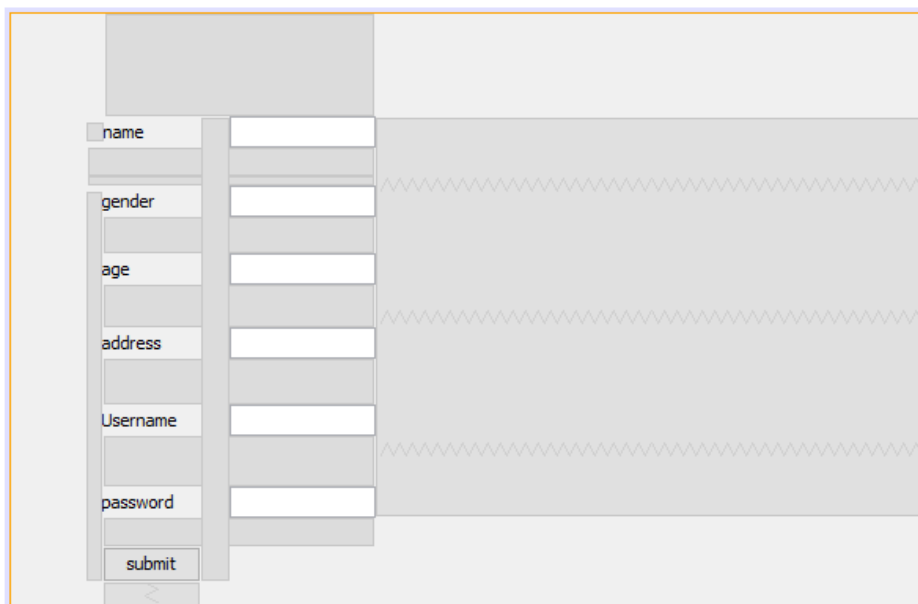 name
gender
age
address
Username
password
submit